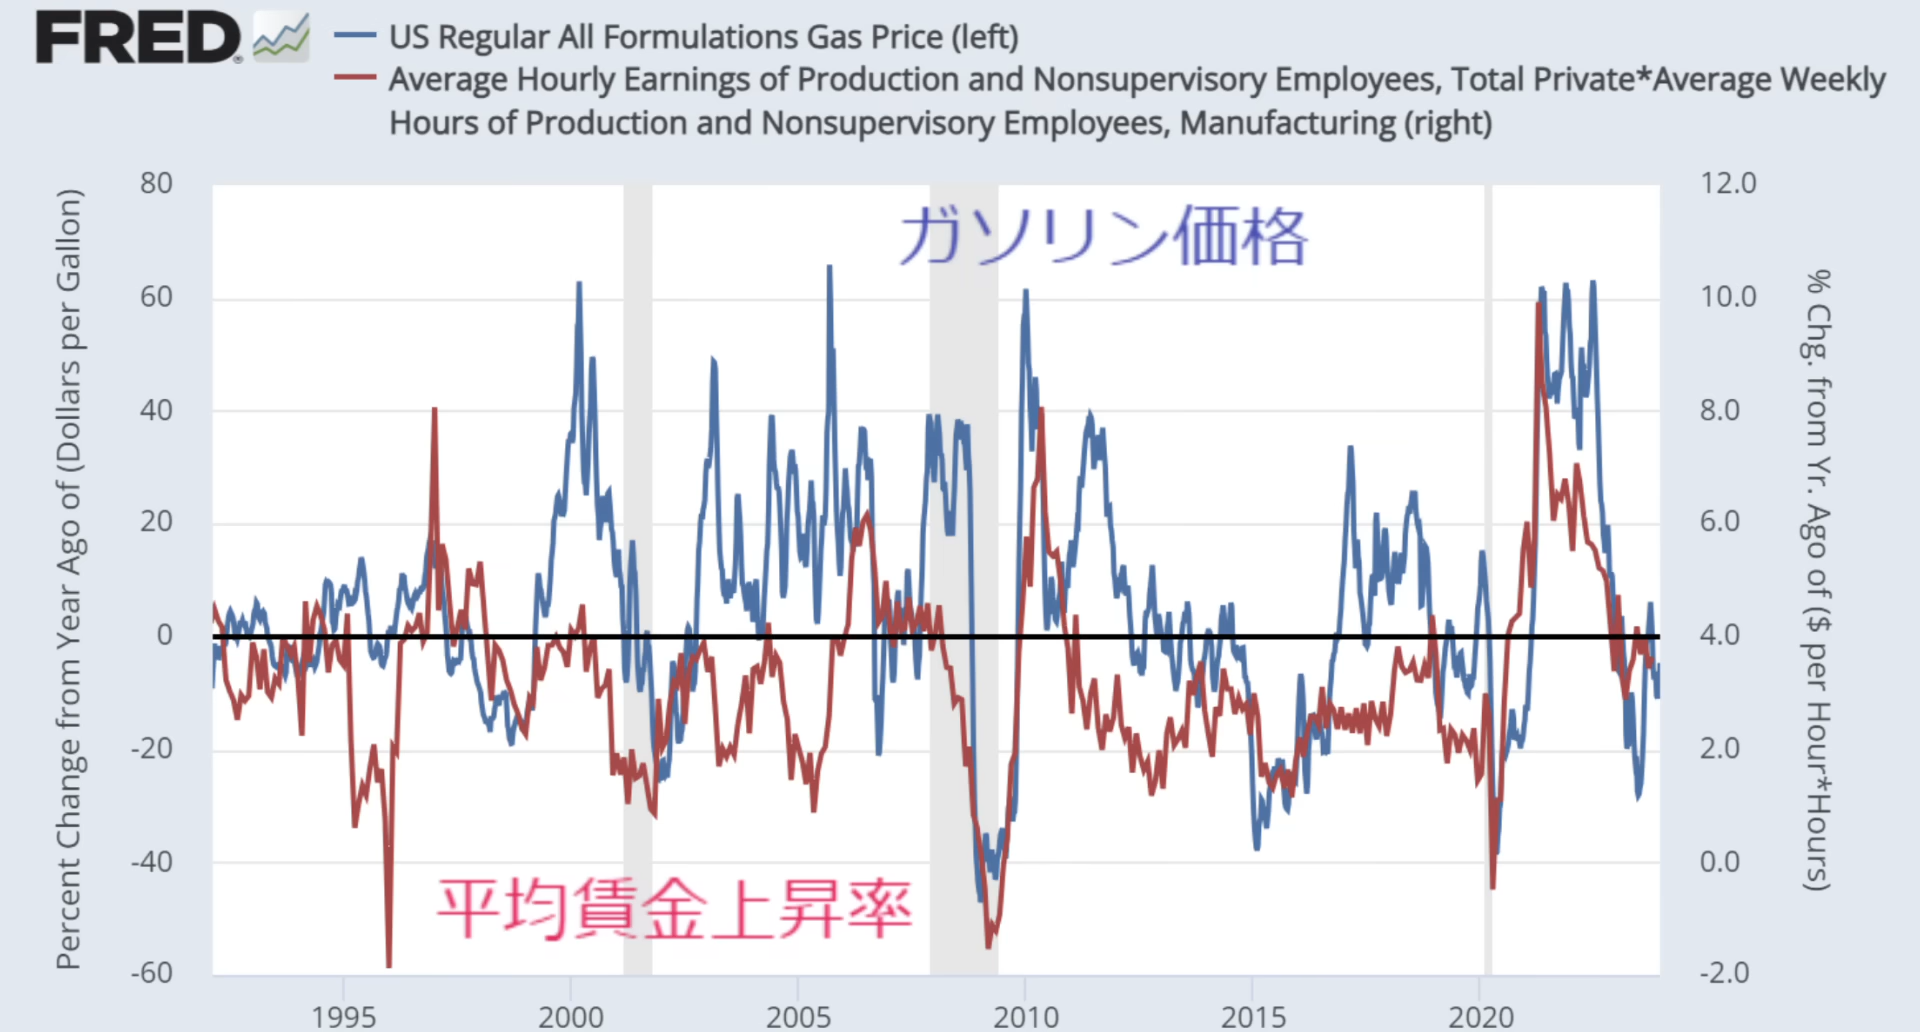 FRED
US Regular All Formulations Gas Price (left)
Average Hourly Earnings of Production and Nonsupervisory Employees, Total Private*Average Weekly
Hours of Production and Nonsupervisory Employees, Manufacturing (right)
Percent Change from Year Ago of (Dollars per Gallon)
80
60
40
20
0
-20
-40
-60
ガソリン価格
平均賃金上昇率
12.0
10.0
8.0
6.0
4.0
2.0
0.0
-2.0
% Chg. from Yr. Ago of ($ per Hour*Hours)
1995
2000
2005
2010
2015
2020